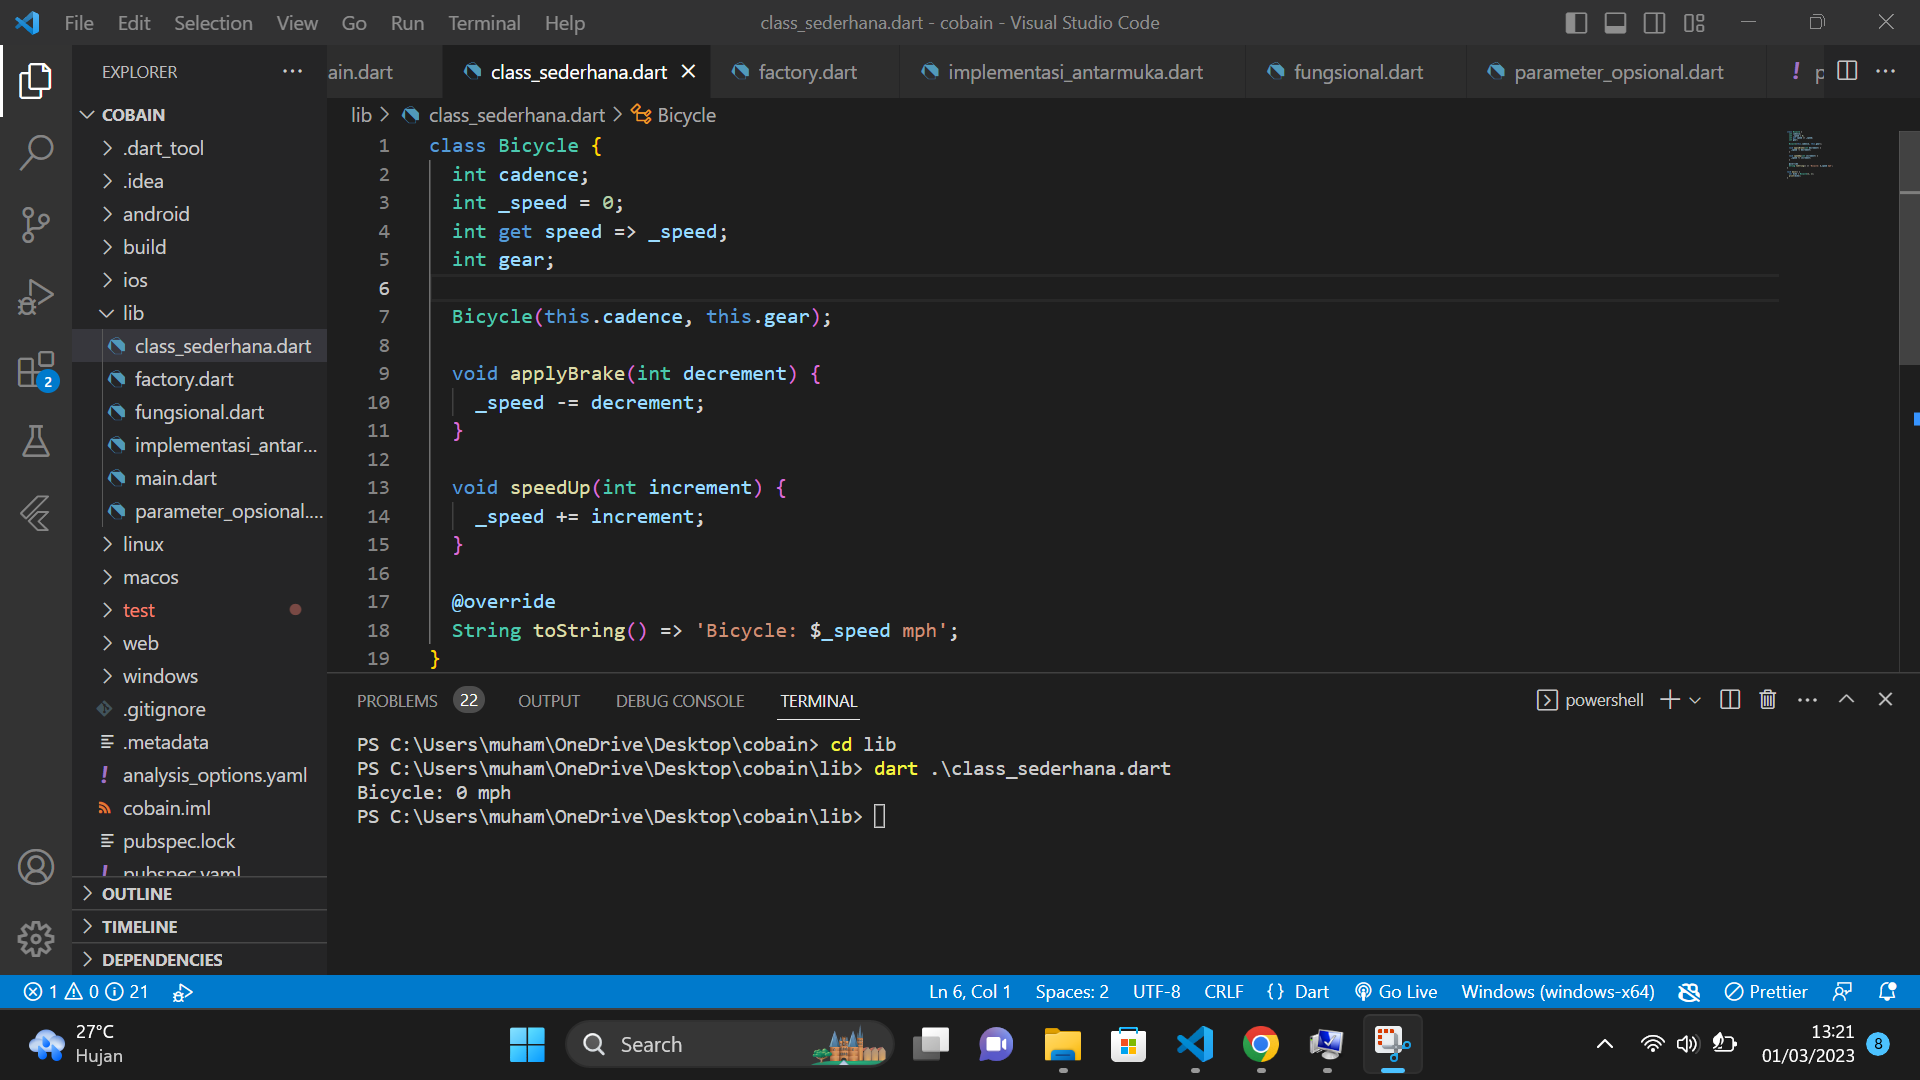 File Edit Selection View Go Run Terminal Help
class_sederhana.dart - cobain - Visual Studio Code
EXPLORER
ain.dart
class_sederhana.dart
factory.dart
implementasi_antarmuka.dart
fungsional.dart
parameter_opsional.dart
! p
COBAIN
.dart_tool
.idea
android
build
ios
lib
class_sederhana.dart
factory.dart
fungsional.dart
implementasi_antar...
main.dart
parameter_opsional....
linux
macos
test
web
windows
.gitignore
.metadata
! analysis_options.yaml
cobain.iml
pubspec.lock
! pubspec.yaml
OUTLINE
TIMELINE
DEPENDENCIES
2
lib > class_sederhana.dart > Bicycle
1 class Bicycle {
2 int cadence;
3 int _speed = 0;
4 int get speed => _speed;
5 int gear;
6
7 Bicycle(this.cadence, this.gear);
8
9 void applyBrake(int decrement) {
10 _speed -= decrement;
11 }
12
13 void speedUp(int increment) {
14 _speed += increment;
15 }
16
17 @override
18 String toString() => 'Bicycle: $_speed mph';
19 }
PROBLEMS 22 OUTPUT DEBUG CONSOLE TERMINAL
powershell
PS C:\Users\muham\OneDrive\Desktop\cobain> cd lib
PS C:\Users\muham\OneDrive\Desktop\cobain\lib> dart .\class_sederhana.dart
Bicycle: 0 mph
PS C:\Users\muham\OneDrive\Desktop\cobain\lib>
1 0 21
Ln 6, Col 1 Spaces: 2 UTF-8 CRLF {} Dart Go Live Windows (windows-x64) Prettier
27°C
Hujan
Search
13:21
01/03/2023
8